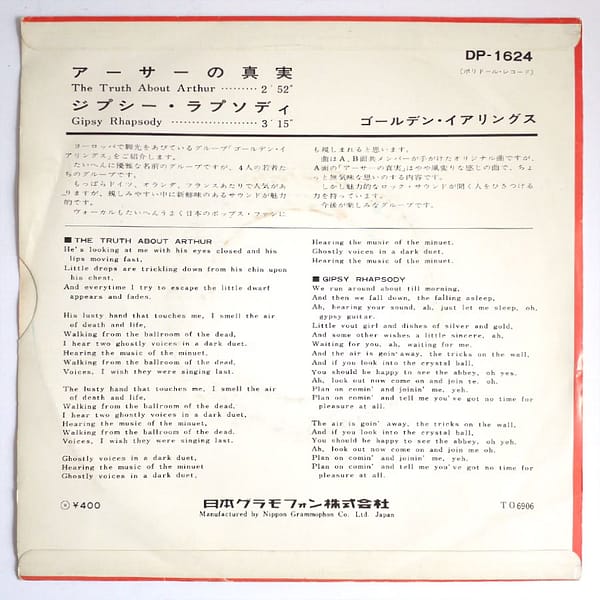 DP-1624
〔ポリドール・レコード〕
アーサーの真実
The Truth About Arthur ········ 2′52″
ジプシー・ラプソディ
Gipsy Rhapsody ··················· 3′15″
ゴールデン・イアリングス
ヨーロッパで脚光をあびているグループ「ゴールデン・イ
アリングス」をご紹介します。
たいへんに優雅な名前のグループですが、4人の若者た
ちのグループです。
もっぱらドイツ、オランダ、フランスあたりで人気があ
りますが、親しみやすい中に新鮮味のあるサウンドが魅力
的です。
ヴォーカルもたいへんうまく日本のポップス・ファンに
も親しまれると思います。
曲はA、B面共メンバーが手がけたオリジナル曲ですが、
A面の「アーサーの真実」はやや風変りな感じの曲で、ちょ
っと無気味な思いのする内容です。
しかし魅力的なロック・サウンドが聞く人をひきつける
力を持っています。
今後が楽しみなグループです。
■THE TRUTH ABOUT ARTHUR
He's looking at me with his eyes closed and his
lips moving fast,
Little drops are trickling down from his chin upon
his chest,
And everytime I try to escape the little dwarf
appears and fades.
His lusty hand that touches me, I smell the air
of death and life,
Walking from the ballroom of the dead,
I hear two ghostly voices in a dark duet.
Hearing the music of the minuet,
Walking from the ballroom of the dead,
Voices, I wish they were singing last.
The lusty hand that touches me, I smell the air
of death and life,
Walking from the ballroom of the dead,
I hear two ghostly voices in a dark duet,
Hearing the music of the minuet,
Walking from the ballroom of the dead.
Voices, I wish they were singing last.
Ghostly voices in a dark duet,
Hearing the music of the minuet
Ghostly voices in a dark duet,
Hearing the music of the minuet.
Ghostly voices in a dark duet,
Hearing the music of the minuet.
■GIPSY RHAPSODY
We run around about till morning,
And then we fall down, the falling asleep,
Ah, hearing your sound, ah, just let me sleep, oh,
gypsy guitar.
Little vout girl and dishes of silver and gold,
And some other wishes a little sincere, ah,
Waiting for you, ah, waiting for me.
And the air is goin' away, the tricks on the wall,
And if you look into the crystal ball,
You should be happy to see the abbey, oh yes.
Ah, look out now come on and join te, oh.
Plan on comin' and joinin' me, yeh.
Plan on comin' and tell me you've got no time for
pleasure at all.
The air is goin' away, the tricks on the wall,
And if you look into the crystal ball,
You should be happy to see the abbey, oh yeh.
Ah, look out now come on and join me oh.
Plan on comin' and joinin' me, yeh.
Plan on comin' and tell me you've got no time for
pleasure at all.
¥400
日本グラモフォン株式会社
Manufactured by Nippon Grammophon Co. Ltd. Japan
TO6906